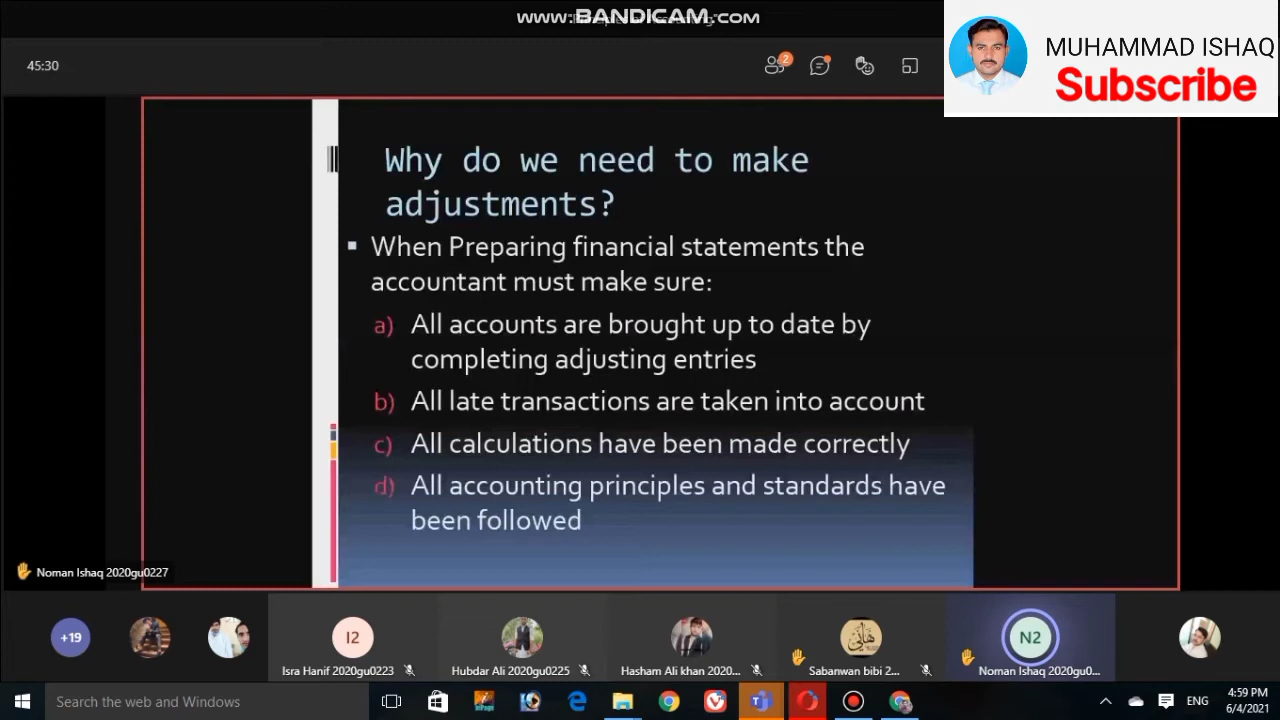 www.BANDICAM.com
45:30
2
MUHAMMAD ISHAQ
Subscribe
Why do we need to make
adjustments?
When Preparing financial statements the
accountant must make sure:
a) All accounts are brought up to date by
completing adjusting entries
b) All late transactions are taken into account
c) All calculations have been made correctly
d) All accounting principles and standards have
been followed
Noman Ishaq 2020gu0227
+19
I2
Isra Hanif 2020gu0223
Hubdar Ali 2020gu0225
Hasham Ali khan 2020...
Sabanwan bibi 2...
N2
Noman Ishaq 2020gu0...
Search the web and Windows
ENG
4:59 PM
6/4/2021